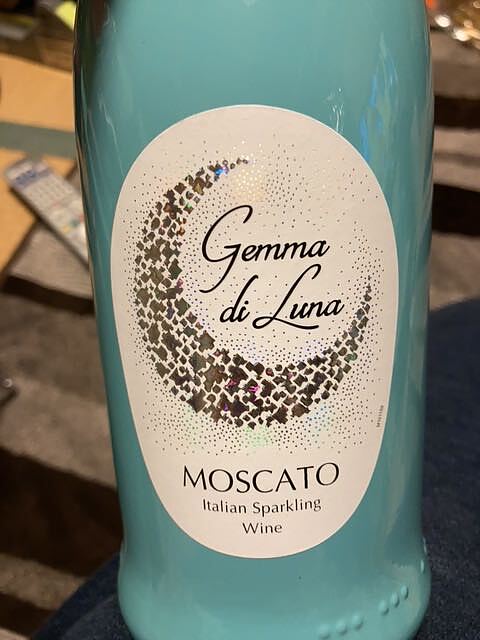 Gemma
di Luna
MOSCATO
Italian Sparkling
Wine